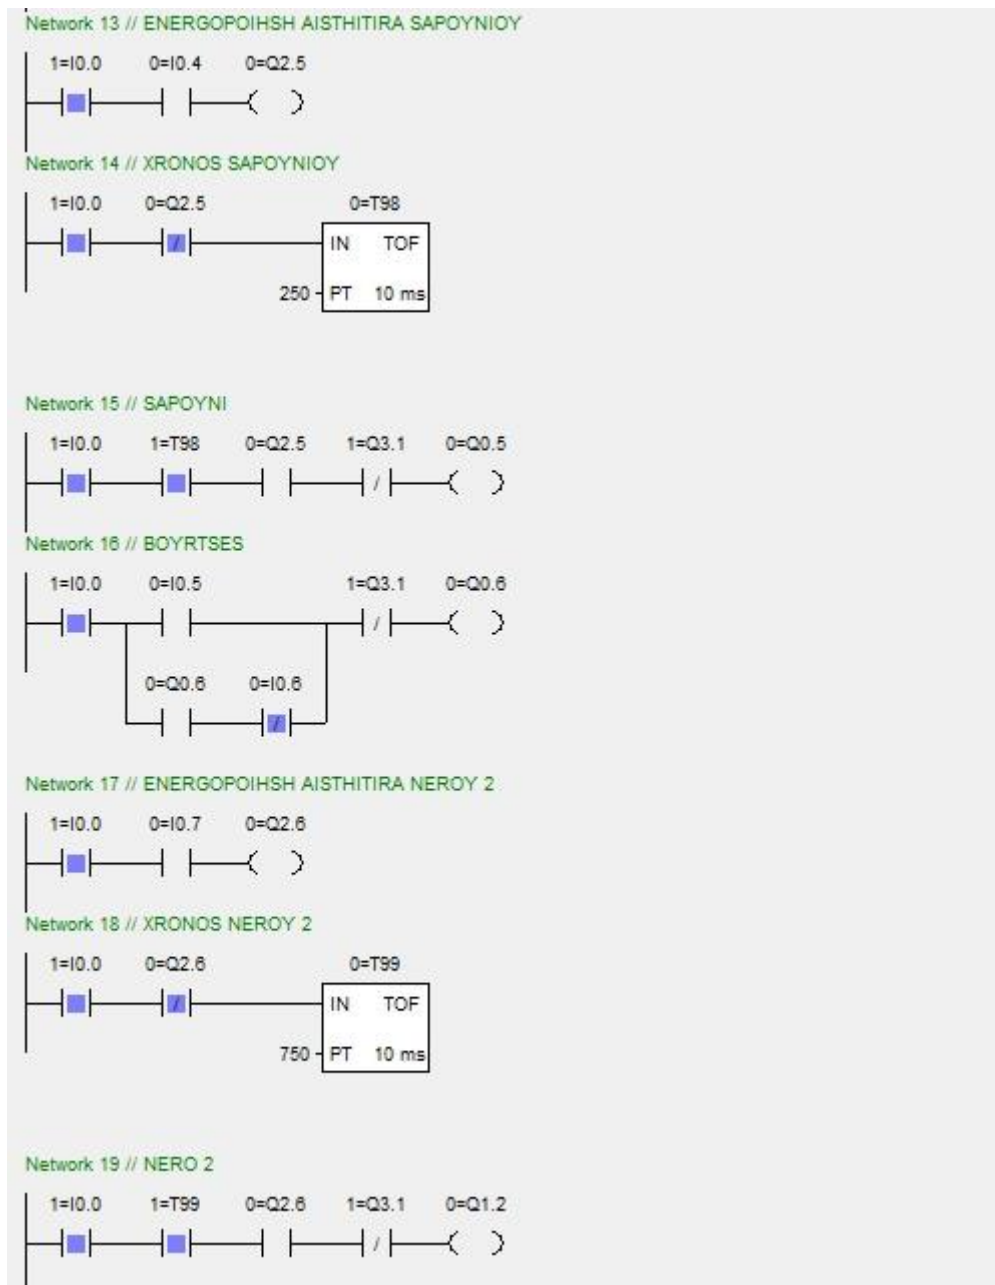 Network 13 // ENERGOPOIHSH AISTHITIRA SAPOYNIOY
1=I0.0 0=I0.4 0=Q2.5
Network 14 // XRONOS SAPOYNIOY
1=I0.0 0=Q2.5 0=T98
/ IN TOF
250 PT 10 ms
Network 15 // SAPOYNI
1=I0.0 1=T98 0=Q2.5 1=Q3.1 0=Q0.5
/
Network 16 // BOYRTSES
1=I0.0 0=I0.5 1=Q3.1 0=Q0.6
/
0=Q0.6 0=I0.6
/
Network 17 // ENERGOPOIHSH AISTHITIRA NEROY 2
1=I0.0 0=I0.7 0=Q2.6
Network 18 // XRONOS NEROY 2
1=I0.0 0=Q2.6 0=T99
/ IN TOF
750 PT 10 ms
Network 19 // NERO 2
1=I0.0 1=T99 0=Q2.6 1=Q3.1 0=Q1.2
/